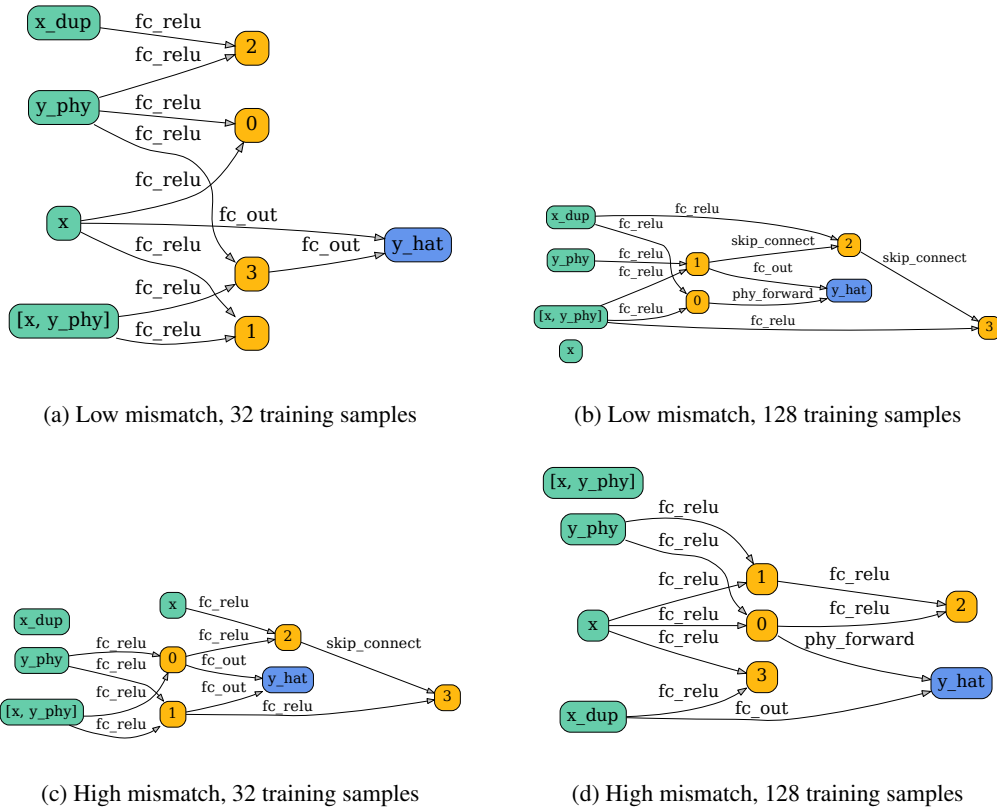 x_dup
fc_relu
2
fc_relu
y_phy
fc_relu
0
fc_relu
fc_relu
x
fc_out
y_hat
fc_out
fc_relu
3
fc_relu
[x, y_phy]
fc_relu
1
(a) Low mismatch, 32 training samples
x_dup
fc_relu
fc_relu
2
skip_connect
y_phy
fc_relu
1
skip_connect
fc_relu
fc_out
y_hat
0
phy_forward
[x, y_phy]
fc_relu
fc_relu
3
x
(b) Low mismatch, 128 training samples
x
fc_relu
x_dup
2
fc_relu
skip_connect
y_phy
fc_relu
0
fc_out
fc_relu
y_hat
fc_relu
fc_out
3
[x, y_phy]
1
fc_relu
fc_relu
(c) High mismatch, 32 training samples
[x, y_phy]
fc_relu
y_phy
fc_relu
1
fc_relu
2
fc_relu
fc_relu
x
fc_relu
0
phy_forward
fc_relu
3
y_hat
fc_relu
x_dup
fc_out
(d) High mismatch, 128 training samples